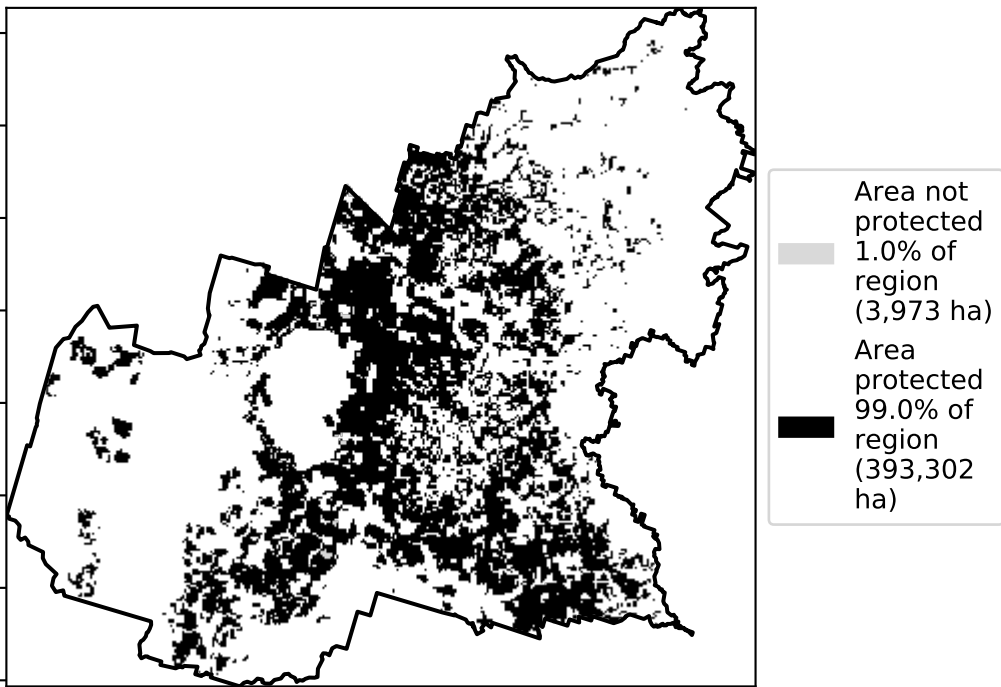 Area not
protected
1.0% of
region
(3,973 ha)
Area
protected
99.0% of
region
(393,302
ha)